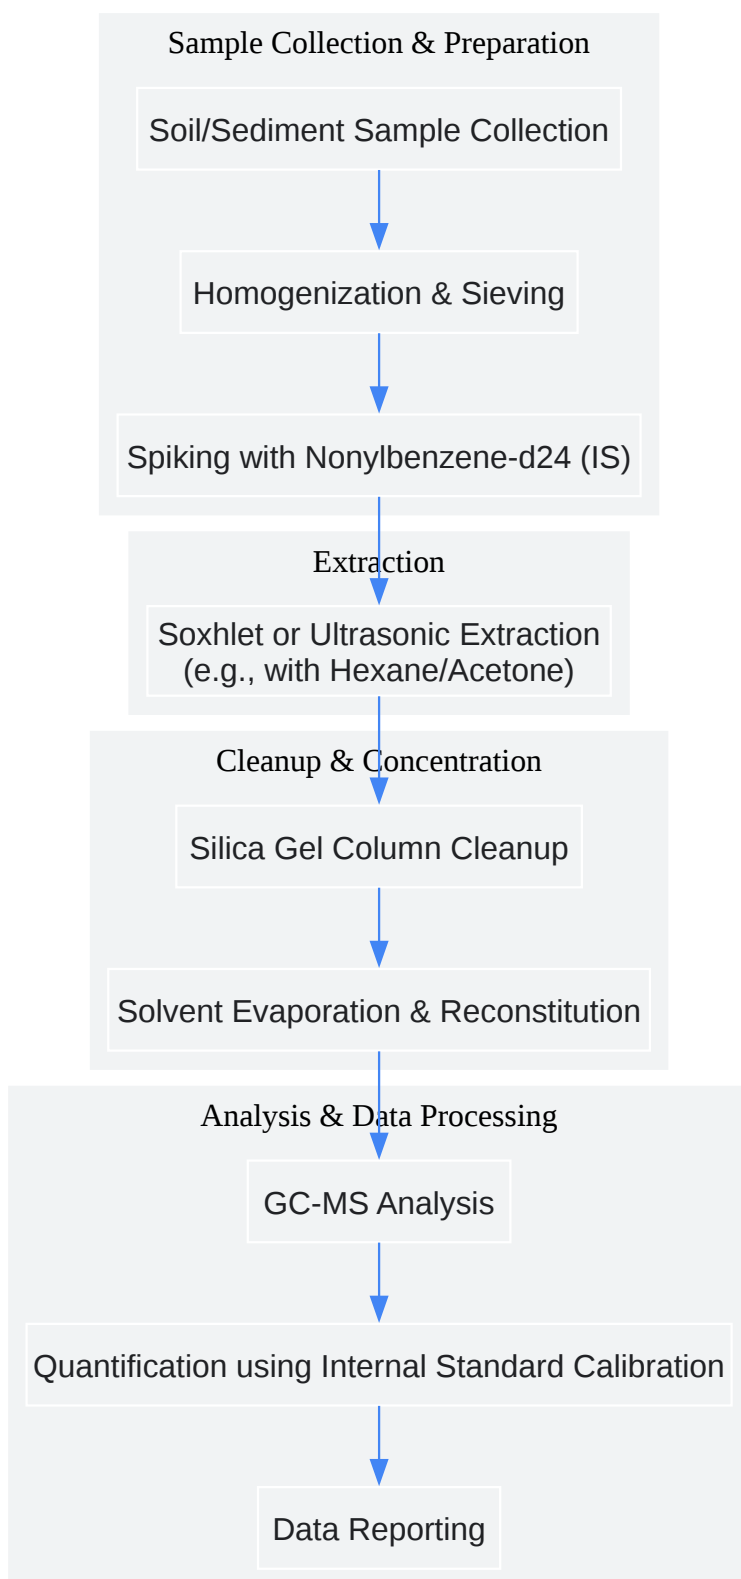 Sample Collection & Preparation
Soil/Sediment Sample Collection
Homogenization & Sieving
Spiking with Nonylbenzene-d24 (IS)
Extraction
Soxhlet or Ultrasonic Extraction
(e.g., with Hexane/Acetone)
Cleanup & Concentration
Silica Gel Column Cleanup
Solvent Evaporation & Reconstitution
Analysis & Data Processing
GC-MS Analysis
Quantification using Internal Standard Calibration
Data Reporting